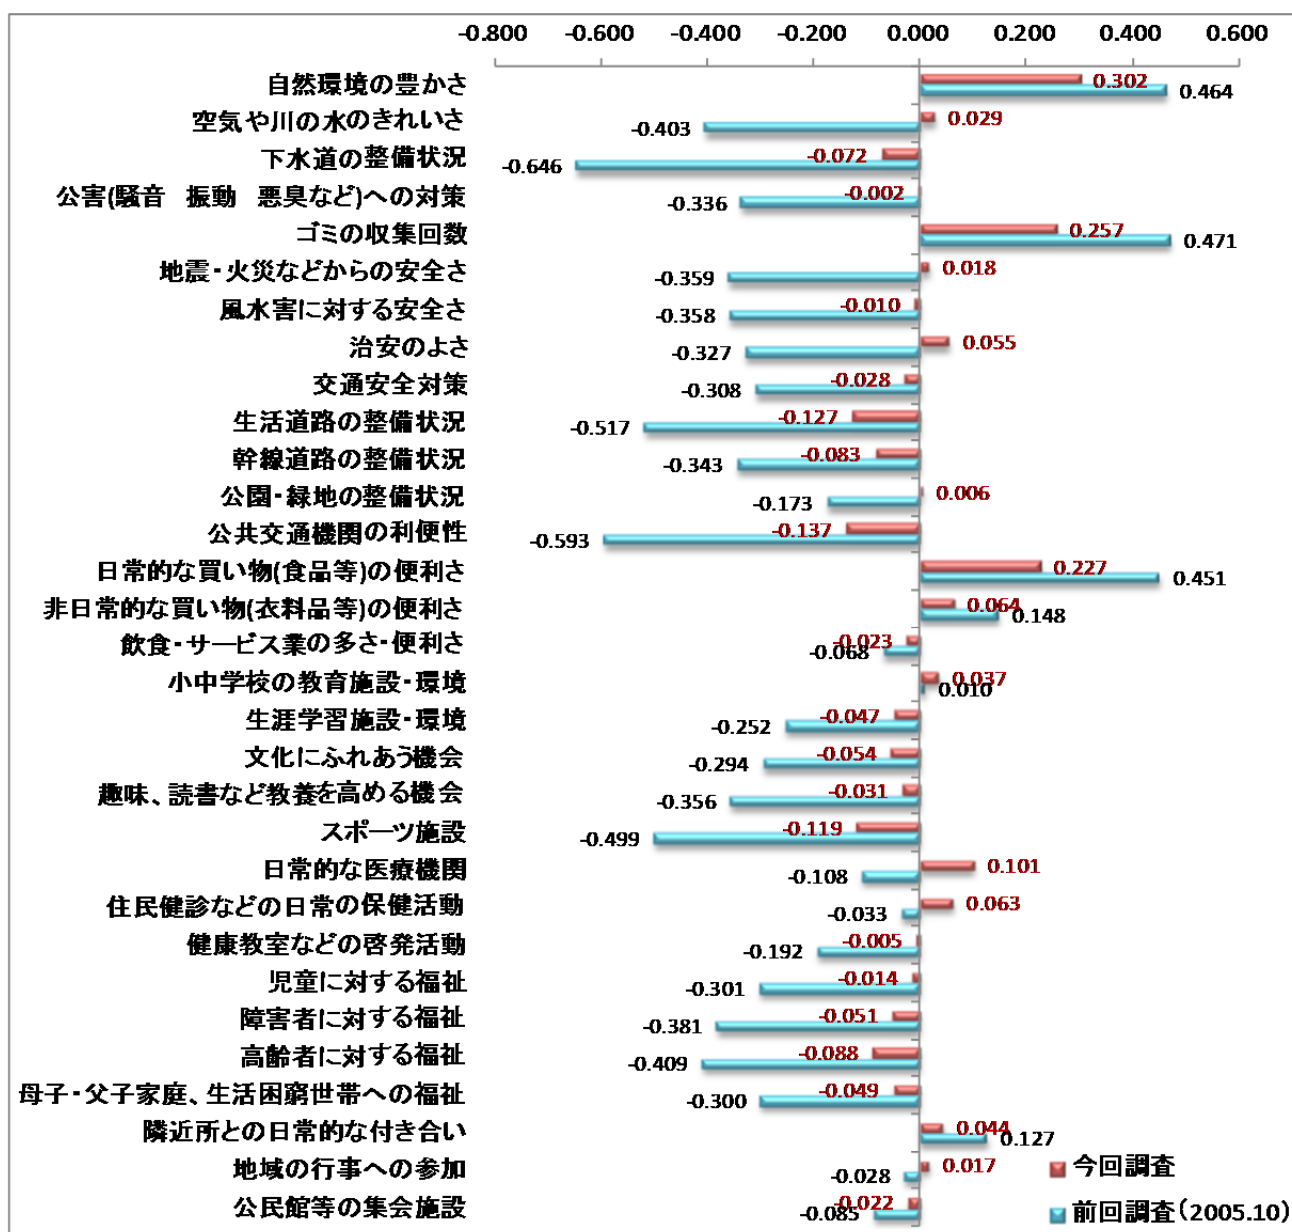 -0.800 -0.600 -0.400 -0.200 0.000 0.200 0.400 0.600
自然環境の豊かさ 0.302
0.464
空気や川の水のきれいさ 0.029
-0.403
下水道の整備状況 -0.072
-0.646
公害(騒音　振動　悪臭など)への対策 -0.002
-0.336
ゴミの収集回数 0.257
0.471
地震・火災などからの安全さ 0.018
-0.359
風水害に対する安全さ -0.010
-0.358
治安のよさ 0.055
-0.327
交通安全対策 -0.028
-0.308
生活道路の整備状況 -0.127
-0.517
幹線道路の整備状況 -0.083
-0.343
公園・緑地の整備状況 0.006
-0.173
公共交通機関の利便性 -0.137
-0.593
日常的な買い物(食品等)の便利さ 0.227
0.451
非日常的な買い物(衣料品等)の便利さ 0.064
0.148
飲食・サービス業の多さ・便利さ -0.023
-0.068
小中学校の教育施設・環境 0.037
0.010
生涯学習施設・環境 -0.047
-0.252
文化にふれあう機会 -0.054
-0.294
趣味、読書など教養を高める機会 -0.031
-0.356
スポーツ施設 -0.119
-0.499
日常的な医療機関 0.101
-0.108
住民健診などの日常の保健活動 0.063
-0.033
健康教室などの啓発活動 -0.005
-0.192
児童に対する福祉 -0.014
-0.301
障害者に対する福祉 -0.051
-0.381
高齢者に対する福祉 -0.088
-0.409
母子・父子家庭、生活困窮世帯への福祉 -0.049
-0.300
隣近所との日常的な付き合い 0.044
0.127
地域の行事への参加 0.017
-0.028
公民館等の集会施設 -0.022
-0.085
今回調査
前回調査(2005.10)